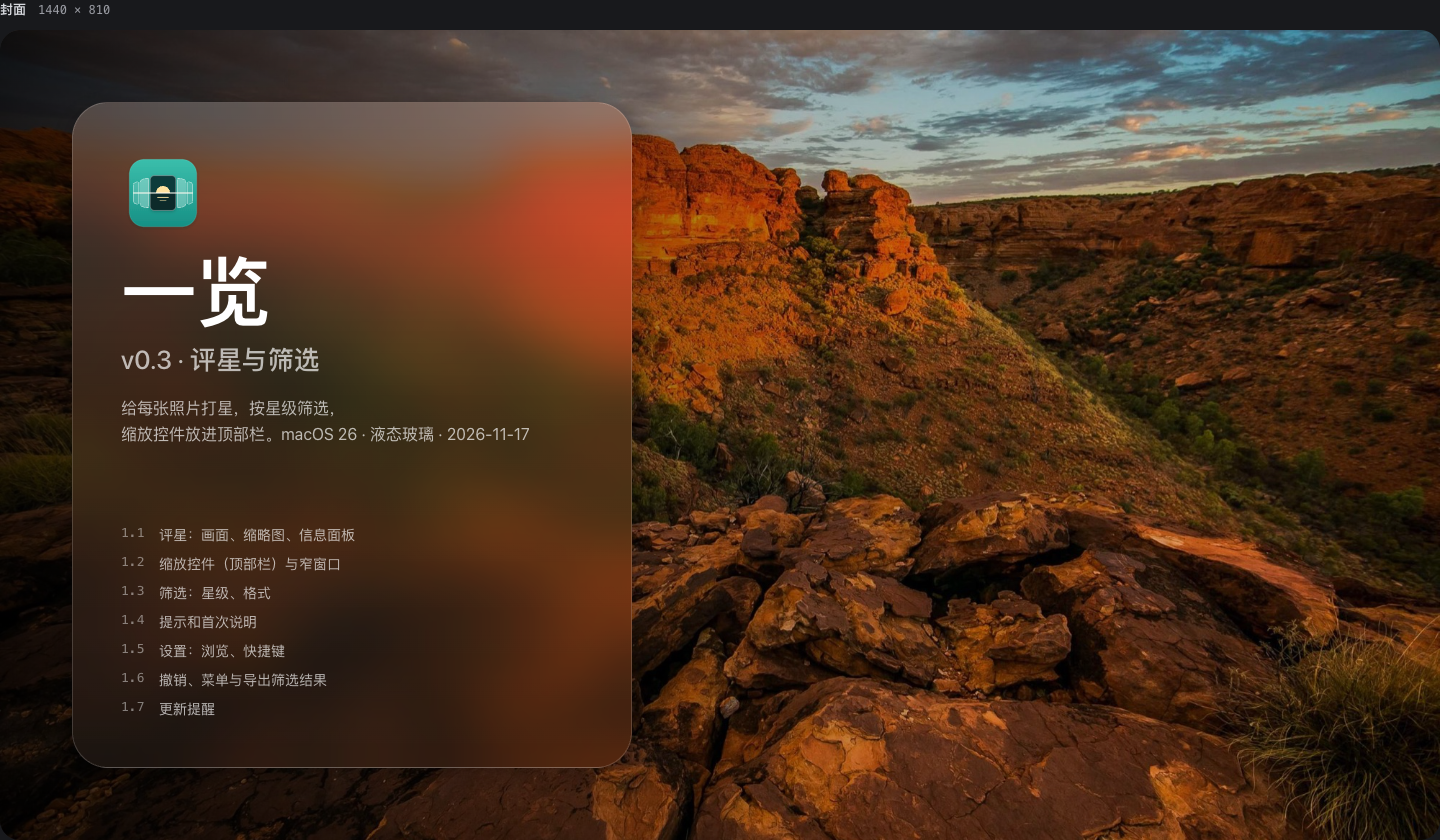 封面 1440 × 810
一览
v0.3 · 评星与筛选
给每张照片打星，按星级筛选，
缩放控件放进顶部栏。macOS 26 · 液态玻璃 · 2026-11-17
1.1 评星：画面、缩略图、信息面板
1.2 缩放控件（顶部栏）与窄窗口
1.3 筛选：星级、格式
1.4 提示和首次说明
1.5 设置：浏览、快捷键
1.6 撤销、菜单与导出筛选结果
1.7 更新提醒